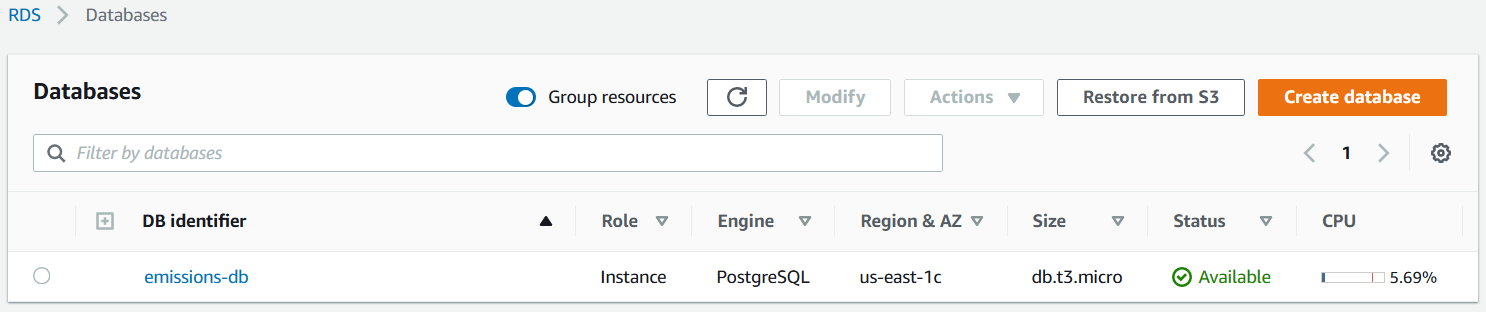 RDS Databases
Databases
Group resources Modify Actions Restore from S3 Create database
Filter by databases 1
DB identifier Role Engine Region & AZ Size Status CPU
emissions-db Instance PostgreSQL us-east-1c db.t3.micro Available 5.69%